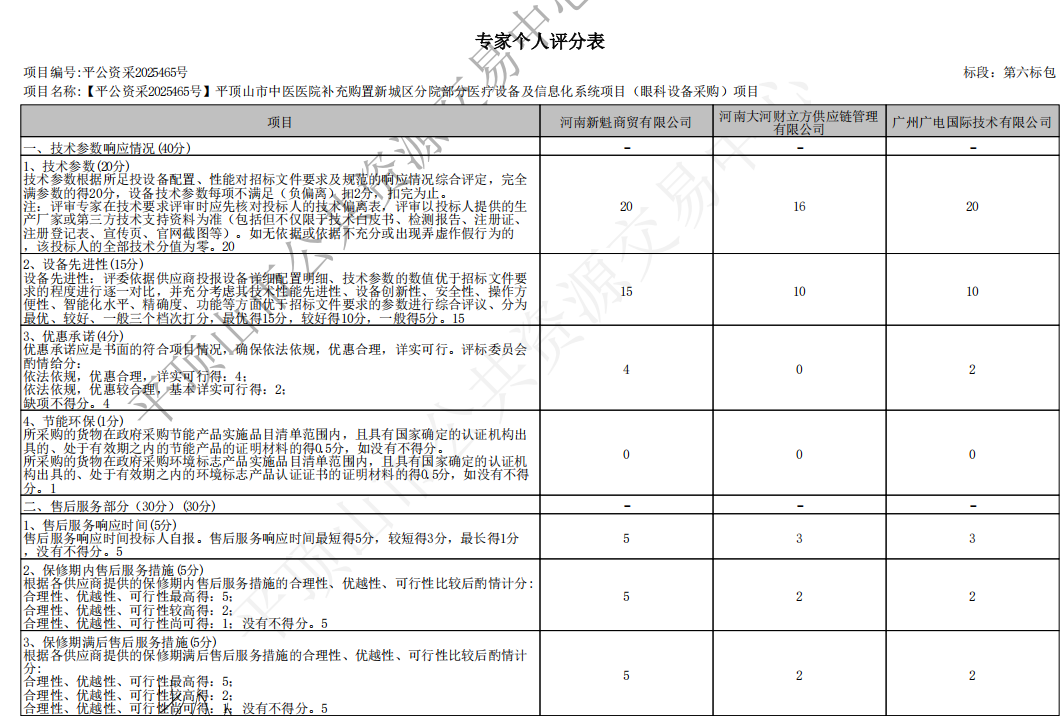 专家个人评分表
项目编号:平公资采2025465号
标段：第六标包
项目名称:【平公资采2025465号】平顶山市中医医院补充购置新城区分院部分医疗设备及信息化系统项目（眼科设备采购）项目
项目
河南新魁商贸有限公司
河南大河财立方供应链管理
有限公司
广州广电国际技术有限公司
一、技术参数响应情况(40分)
-
-
-
1、技术参数(20分)
技术参数根据所足投设备配置、性能对招标文件要求及规范的响应情况综合评定，完全
满参数的得20分，设备技术参数每项不满足（负偏离）扣2分，扣完为止。
注：评审专家在技术要求评审时应先核对投标人的技术偏离表，评审以投标人提供的生
产厂家或第三方技术支持资料为准（包括但不仅限于技术白皮书、检测报告、注册证、
注册登记表、宣传页、官网截图等）。如无依据或依据不充分或出现弄虚作假行为的
，该投标人的全部技术分值为零。20
20
16
20
2、设备先进性(15分)
设备先进性：评委依据供应商投报设备详细配置明细、技术参数的数值优于招标文件要
求的程度进行逐一对比，并充分考虑其技术性能先进性、设备创新性、安全性、操作方
便性、智能化水平、精确度、功能等方面优于招标文件要求的参数进行综合评议、分为
最优、较好、一般三个档次打分，最优得15分，较好得10分，一般得5分。15
15
10
10
3、优惠承诺(4分)
优惠承诺应是书面的符合项目情况，确保依法依规，优惠合理，详实可行。评标委员会
酌情给分：
依法依规，优惠合理，详实可行得：4；
依法依规，优惠较合理，基本详实可行得：2；
缺项不得分。4
4
0
2
4、节能环保(1分)
所采购的货物在政府采购节能产品实施品目清单范围内，且具有国家确定的认证机构出
具的、处于有效期之内的节能产品的证明材料的得0.5分，如没有不得分。
所采购的货物在政府采购环境标志产品实施品目清单范围内，且具有国家确定的认证机
构出具的、处于有效期之内的环境标志产品认证证书的证明材料的得0.5分，如没有不得
分。1
0
0
0
二、售后服务部分（30分）(30分)
-
-
-
1、售后服务响应时间(5分)
售后服务响应时间投标人自报。售后服务响应时间最短得5分，较短得3分，最长得1分
，没有不得分。5
5
3
3
2、保修期内售后服务措施(5分)
根据各供应商提供的保修期内售后服务措施的合理性、优越性、可行性比较后酌情计分：
合理性、优越性、可行性最高得：5；
合理性、优越性、可行性较高得：2；
合理性、优越性、可行性尚可得：1；没有不得分。5
5
2
2
3、保修期满后售后服务措施(5分)
根据各供应商提供的保修期满后售后服务措施的合理性、优越性、可行性比较后酌情计
分：
合理性、优越性、可行性最高得：5；
合理性、优越性、可行性较高得：2；
合理性、优越性、可行性尚可得：1；没有不得分。5
5
2
2
平顶山市公共资源交易中心
平顶山市公共资源交易中心